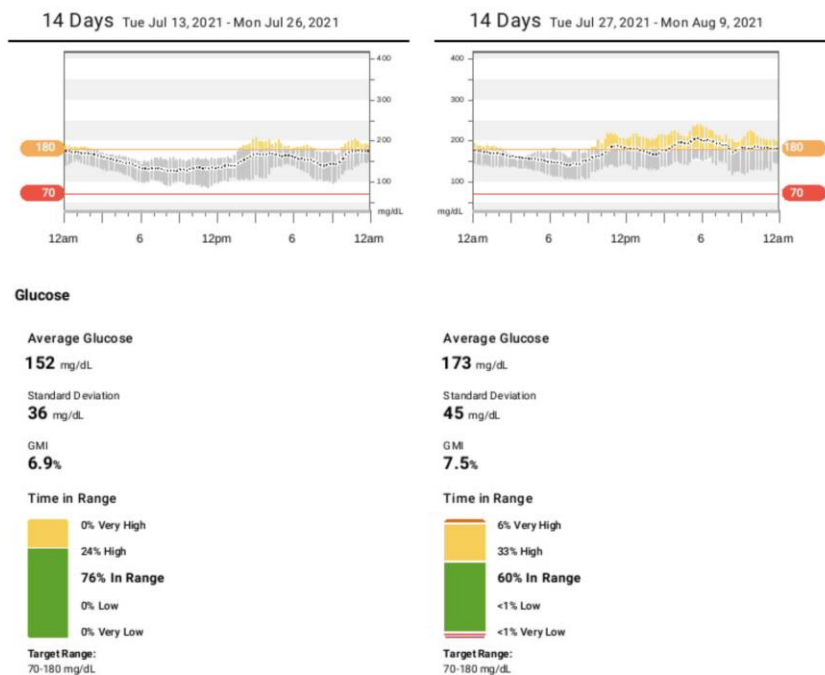 14 Days Tue Jul 13, 2021 - Mon Jul 26, 2021
400
300
200
100
mg/dL
180
70
12am 6 12pm 6 12am
14 Days Tue Jul 27, 2021 - Mon Aug 9, 2021
400
300
200
100
mg/dL
180
70
12am 6 12pm 6 12am
Glucose
Average Glucose
152 mg/dL
Standard Deviation
36 mg/dL
GMI
6.9%
Time in Range
0% Very High
24% High
76% In Range
0% Low
0% Very Low
Target Range:
70-180 mg/dL
Average Glucose
173 mg/dL
Standard Deviation
45 mg/dL
GMI
7.5%
Time in Range
6% Very High
33% High
60% In Range
<1% Low
<1% Very Low
Target Range:
70-180 mg/dL